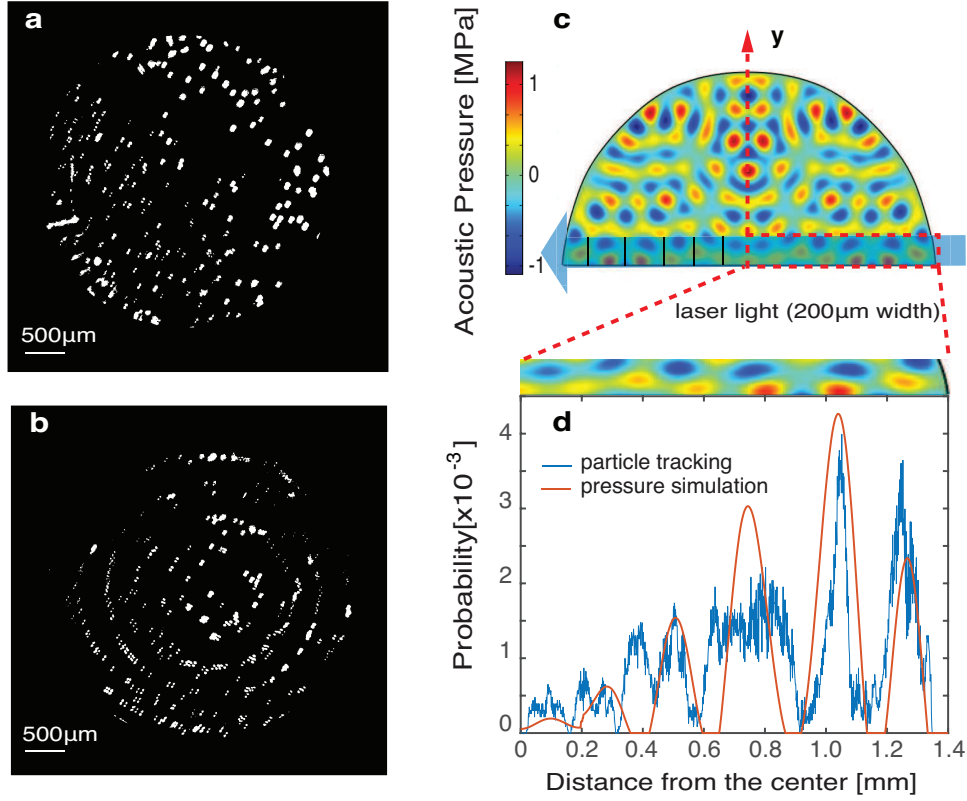 a
500μm
b
500μm
c
y
Acoustic Pressure [MPa]
1
0
-1
laser light (200μm width)
d
particle tracking
pressure simulation
Probability[x10⁻³]
4
3
2
1
0
0 0.2 0.4 0.6 0.8 1.0 1.2 1.4
Distance from the center [mm]